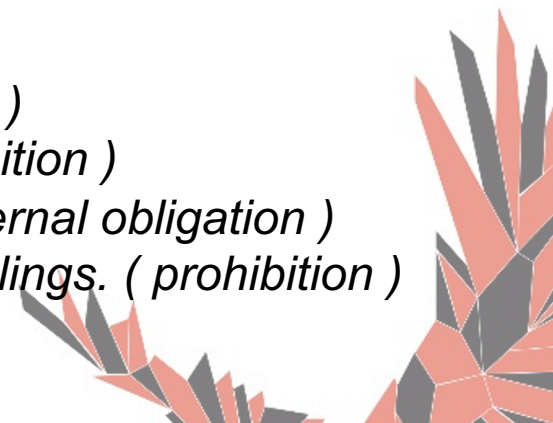 )
ition )
ernal obligation )
lings. ( prohibition )